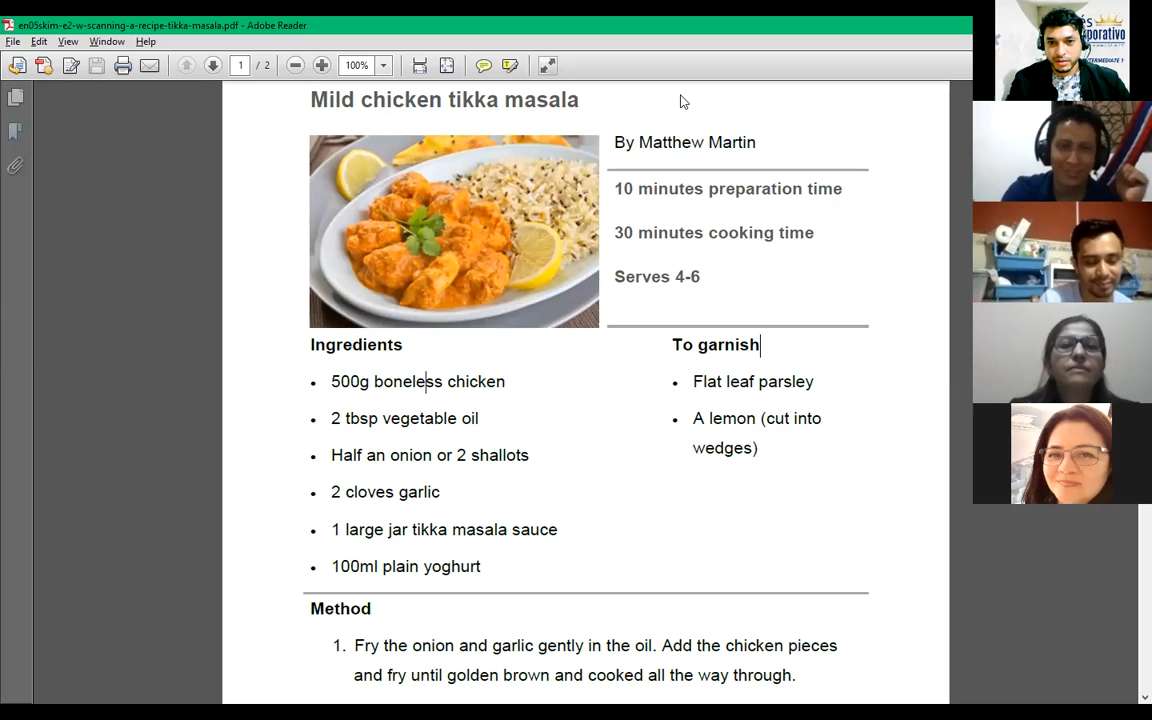 en05skim-e2-w-scanning-a-recipe-tikka-masala.pdf - Adobe Reader
File Edit View Window Help
1 / 2 100%
Mild chicken tikka masala
By Matthew Martin
10 minutes preparation time
30 minutes cooking time
Serves 4-6
Ingredients
• 500g boneless chicken
• 2 tbsp vegetable oil
• Half an onion or 2 shallots
• 2 cloves garlic
• 1 large jar tikka masala sauce
• 100ml plain yoghurt
To garnish
• Flat leaf parsley
• A lemon (cut into
wedges)
Method
1. Fry the onion and garlic gently in the oil. Add the chicken pieces
and fry until golden brown and cooked all the way through.